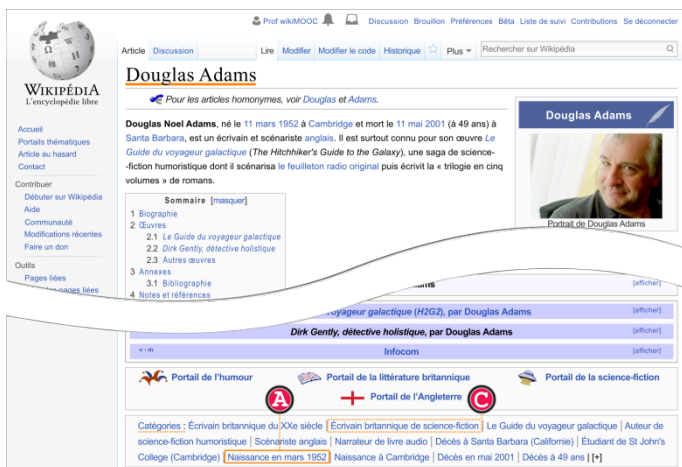 Prof wikiMOOC Discussion Brouillon Préférences Bêta Liste de suivi Contributions Se déconnecter
Article Discussion Lire Modifier Modifier le code Historique Plus Rechercher sur Wikipédia
WIKIPÉDIA
L'encyclopédie libre
Accueil
Portails thématiques
Article au hasard
Contact
Contribuer
Débuter sur Wikipédia
Aide
Communauté
Modifications récentes
Faire un don
Outils
Pages liées
pages liées
Douglas Adams
Pour les articles homonymes, voir Douglas et Adams.
Douglas Noel Adams, né le 11 mars 1952 à Cambridge et mort le 11 mai 2001 (à 49 ans) à
Santa Barbara, est un écrivain et scénariste anglais. Il est surtout connu pour son œuvre Le
Guide du voyageur galactique (The Hitchhiker's Guide to the Galaxy), une saga de science-
-fiction humoristique dont il scénarisa le feuilleton radio original puis écrivit la « trilogie en cinq
volumes » de romans.
Douglas Adams
Portrait de Douglas Adams
Sommaire [masquer]
1 Biographie
2 Œuvres
2.1 Le Guide du voyageur galactique
2.2 Dirk Gently, détective holistique
2.3 Autres œuvres
3 Annexes
3.1 Bibliographie
4 Notes et références
[afficher]
voyageur galactique (H2G2), par Douglas Adams [afficher]
Dirk Gently, détective holistique, par Douglas Adams [afficher]
v · m Infocom [afficher]
Portail de l'humour Portail de la littérature britannique Portail de la science-fiction
Portail de l'Angleterre
A C
Catégories : Écrivain britannique du XXe siècle | Écrivain britannique de science-fiction | Le Guide du voyageur galactique | Auteur de
science-fiction humoristique | Scénariste anglais | Narrateur de livre audio | Décès à Santa Barbara (Californie) | Étudiant de St John's
College (Cambridge) | Naissance en mars 1952 | Naissance à Cambridge | Décès en mai 2001 | Décès à 49 ans | [+]